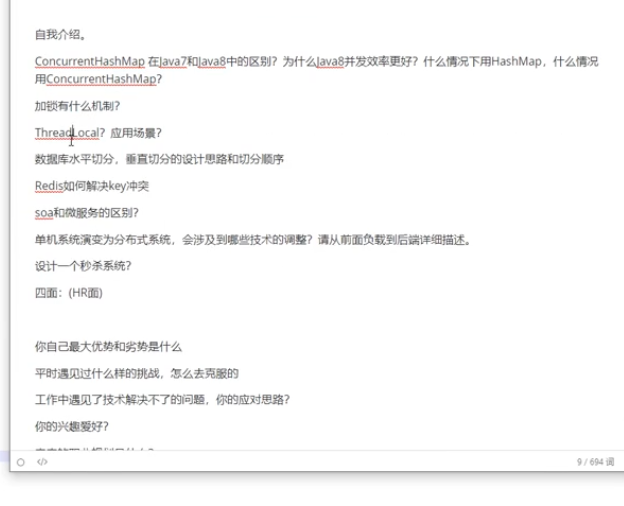 自我介绍。
ConcurrentHashMap 在Java7和Java8中的区别？为什么Java8并发效率更好？什么情况下用HashMap，什么情况
用ConcurrentHashMap？
加锁有什么机制？
ThreadLocal？应用场景？
数据库水平切分，垂直切分的设计思路和切分顺序
Redis如何解决key冲突
soa和微服务的区别？
单机系统演变为分布式系统，会涉及到哪些技术的调整？请从前面负载到后端详细描述。
设计一个秒杀系统？
四面：(HR面)
你自己最大优势和劣势是什么
平时遇见过什么样的挑战，怎么去克服的
工作中遇见了技术解决不了的问题，你的应对思路？
你的兴趣爱好？
9 / 694 词